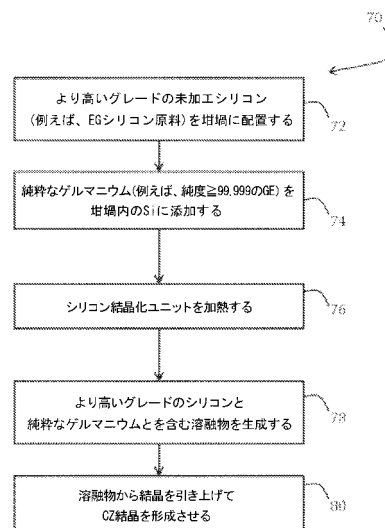 70
より高いグレードの未加工シリコン
(例えば、EGシリコン原料)を坩堝に配置する
72
純粋なゲルマニウム(例えば、純度≧99.999のGE)を
坩堝内のSiに添加する
74
シリコン結晶化ユニットを加熱する
76
より高いグレードのシリコンと
純粋なゲルマニウムとを含む溶融物を生成する
78
溶融物から結晶を引き上げて
CZ結晶を形成させる
80